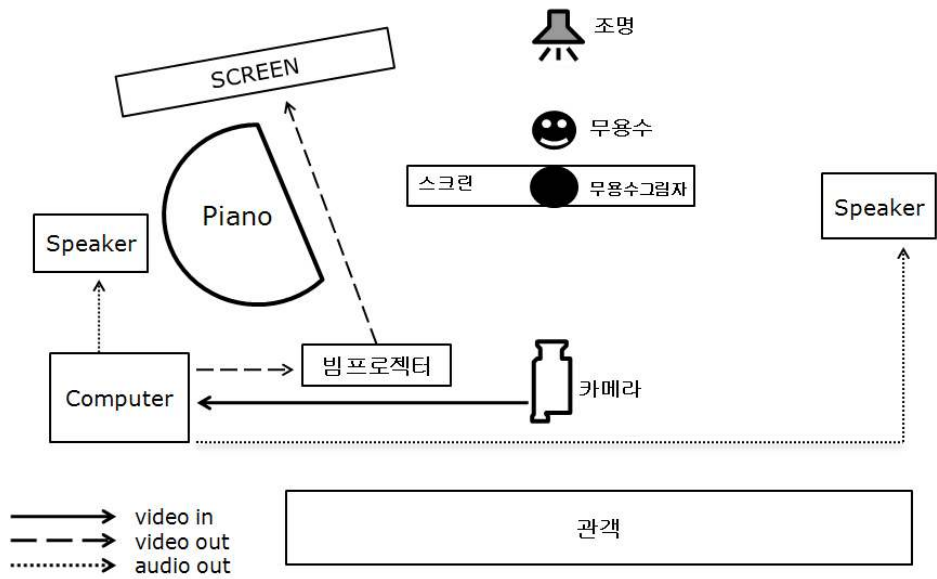 조명
SCREEN
무용수
스크린
무용수그림자
Piano
Speaker
Speaker
빔프로젝터
카메라
Computer
video in
video out
audio out
관객